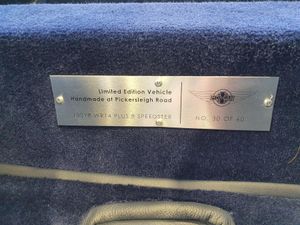 Limited Edition Vehicle
Handmade at Pickersleigh Road
PLUS 8 SPEEDSTER
NO. 30 OF 60